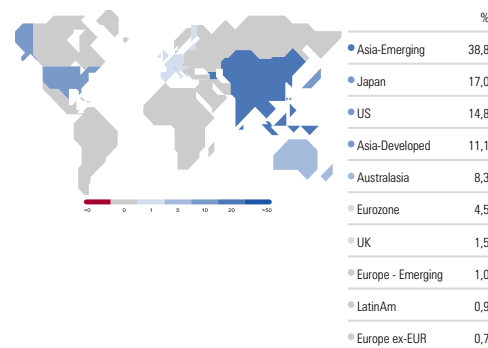 %
Asia-Emerging 38,8
Japan 17,0
US 14,8
Asia-Developed 11,1
Australasia 8,3
Eurozone 4,5
UK 1,5
Europe - Emerging 1,0
LatinAm 0,9
Europe ex-EUR 0,7
<0 0 1 5 10 20 >50